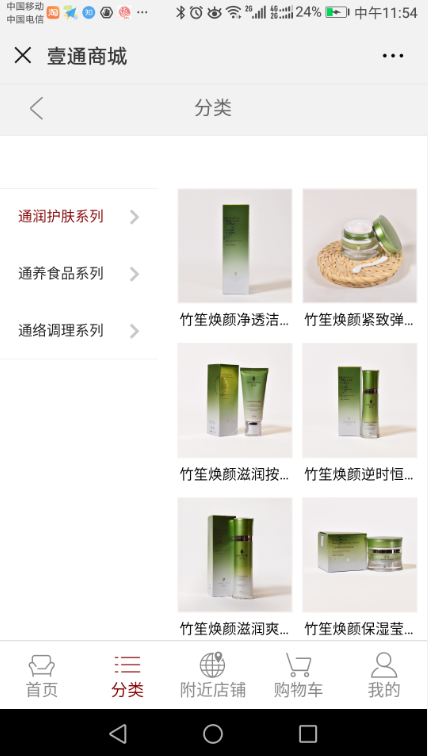 中国移动
中国电信
24% 中午11:54
壹通商城
分类
通润护肤系列
通养食品系列
通络调理系列
竹笙焕颜净透洁...
竹笙焕颜紧致弹...
竹笙焕颜滋润按...
竹笙焕颜逆时恒...
竹笙焕颜滋润爽...
竹笙焕颜保湿莹...
首页
分类
附近店铺
购物车
我的